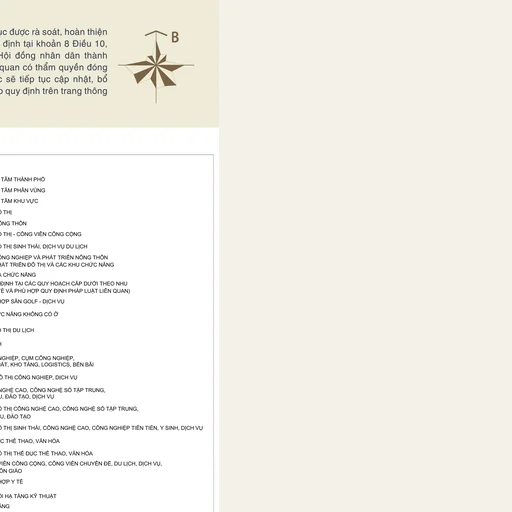 ục được rà soát, hoàn thiện
định tại khoản 8 Điều 10,
Hội đồng nhân dân thành
quan có thẩm quyền đóng
c sẽ tiếp tục cập nhật, bổ
o quy định trên trang thông
B
TÂM THÀNH PHỐ
TÂM PHÂN VÙNG
TÂM KHU VỰC
Ô THỊ
ÔNG THÔN
Ô THỊ - CÔNG VIÊN CÔNG CỘNG
Ô THỊ SINH THÁI, DỊCH VỤ DU LỊCH
ÔNG NGHIỆP VÀ PHÁT TRIỂN NÔNG THÔN
HÁT TRIỂN ĐÔ THỊ VÀ CÁC KHU CHỨC NĂNG
A CHỨC NĂNG
ĐỊNH TẠI CÁC QUY HOẠCH CẤP DƯỚI THEO NHU
TẾ VÀ PHÙ HỢP QUY ĐỊNH PHÁP LUẬT LIÊN QUAN)
HỢP SÂN GOLF - DỊCH VỤ
ỨC NĂNG KHÔNG CÓ Ở
Ô THỊ DU LỊCH
H
NGHIỆP, CỤM CÔNG NGHIỆP,
UẤT, KHO TÀNG, LOGISTICS, BẾN BÃI
Ô THỊ CÔNG NGHIỆP, DỊCH VỤ
NGHỆ CAO, CÔNG NGHỆ SỐ TẬP TRUNG,
U, ĐÀO TẠO, DỊCH VỤ
Ô THỊ CÔNG NGHỆ CAO, CÔNG NGHỆ SỐ TẬP TRUNG,
U, ĐÀO TẠO
Ô THỊ SINH THÁI, CÔNG NGHỆ CAO, CÔNG NGHIỆP TIÊN TIẾN, Y SINH, DỊCH VỤ
ỤC THỂ THAO, VĂN HÓA
Ô THỊ THỂ DỤC THỂ THAO, VĂN HÓA
VIÊN CÔNG CỘNG, CÔNG VIÊN CHUYÊN ĐỀ, DU LỊCH, DỊCH VỤ,
ÔN GIÁO
HỢP Y TẾ
ỐI HẠ TẦNG KỸ THUẬT
ÀNG